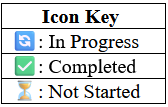 Icon Key
🔄 : In Progress
✅ : Completed
⏳ : Not Started